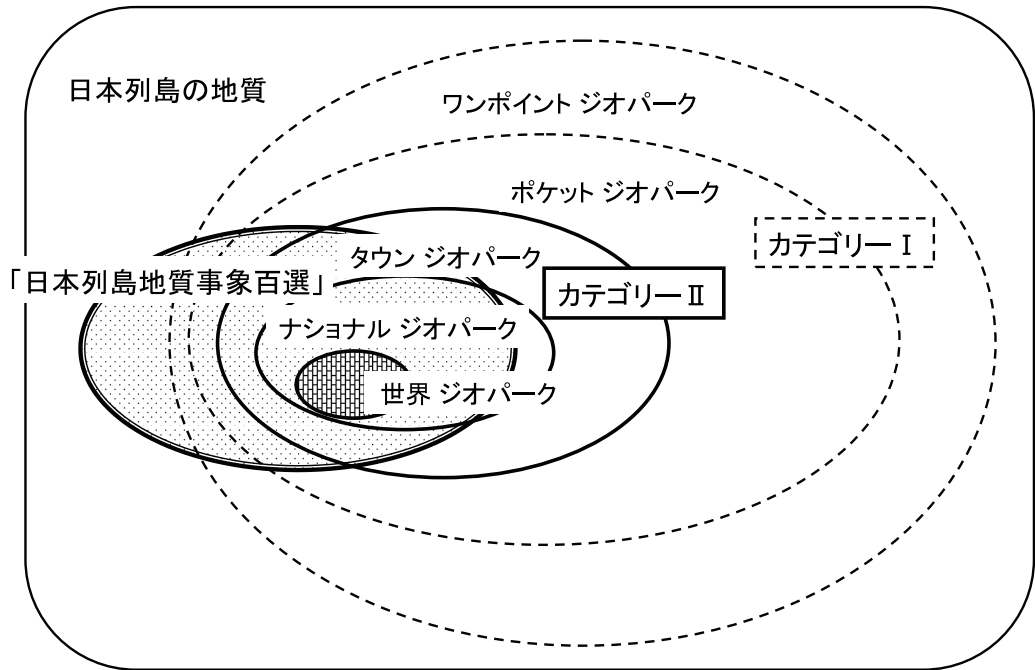 日本列島の地質
ワンポイント ジオパーク
ポケット ジオパーク
カテゴリー Ⅰ
タウン ジオパーク
「日本列島地質事象百選」
カテゴリー Ⅱ
ナショナル ジオパーク
世界 ジオパーク